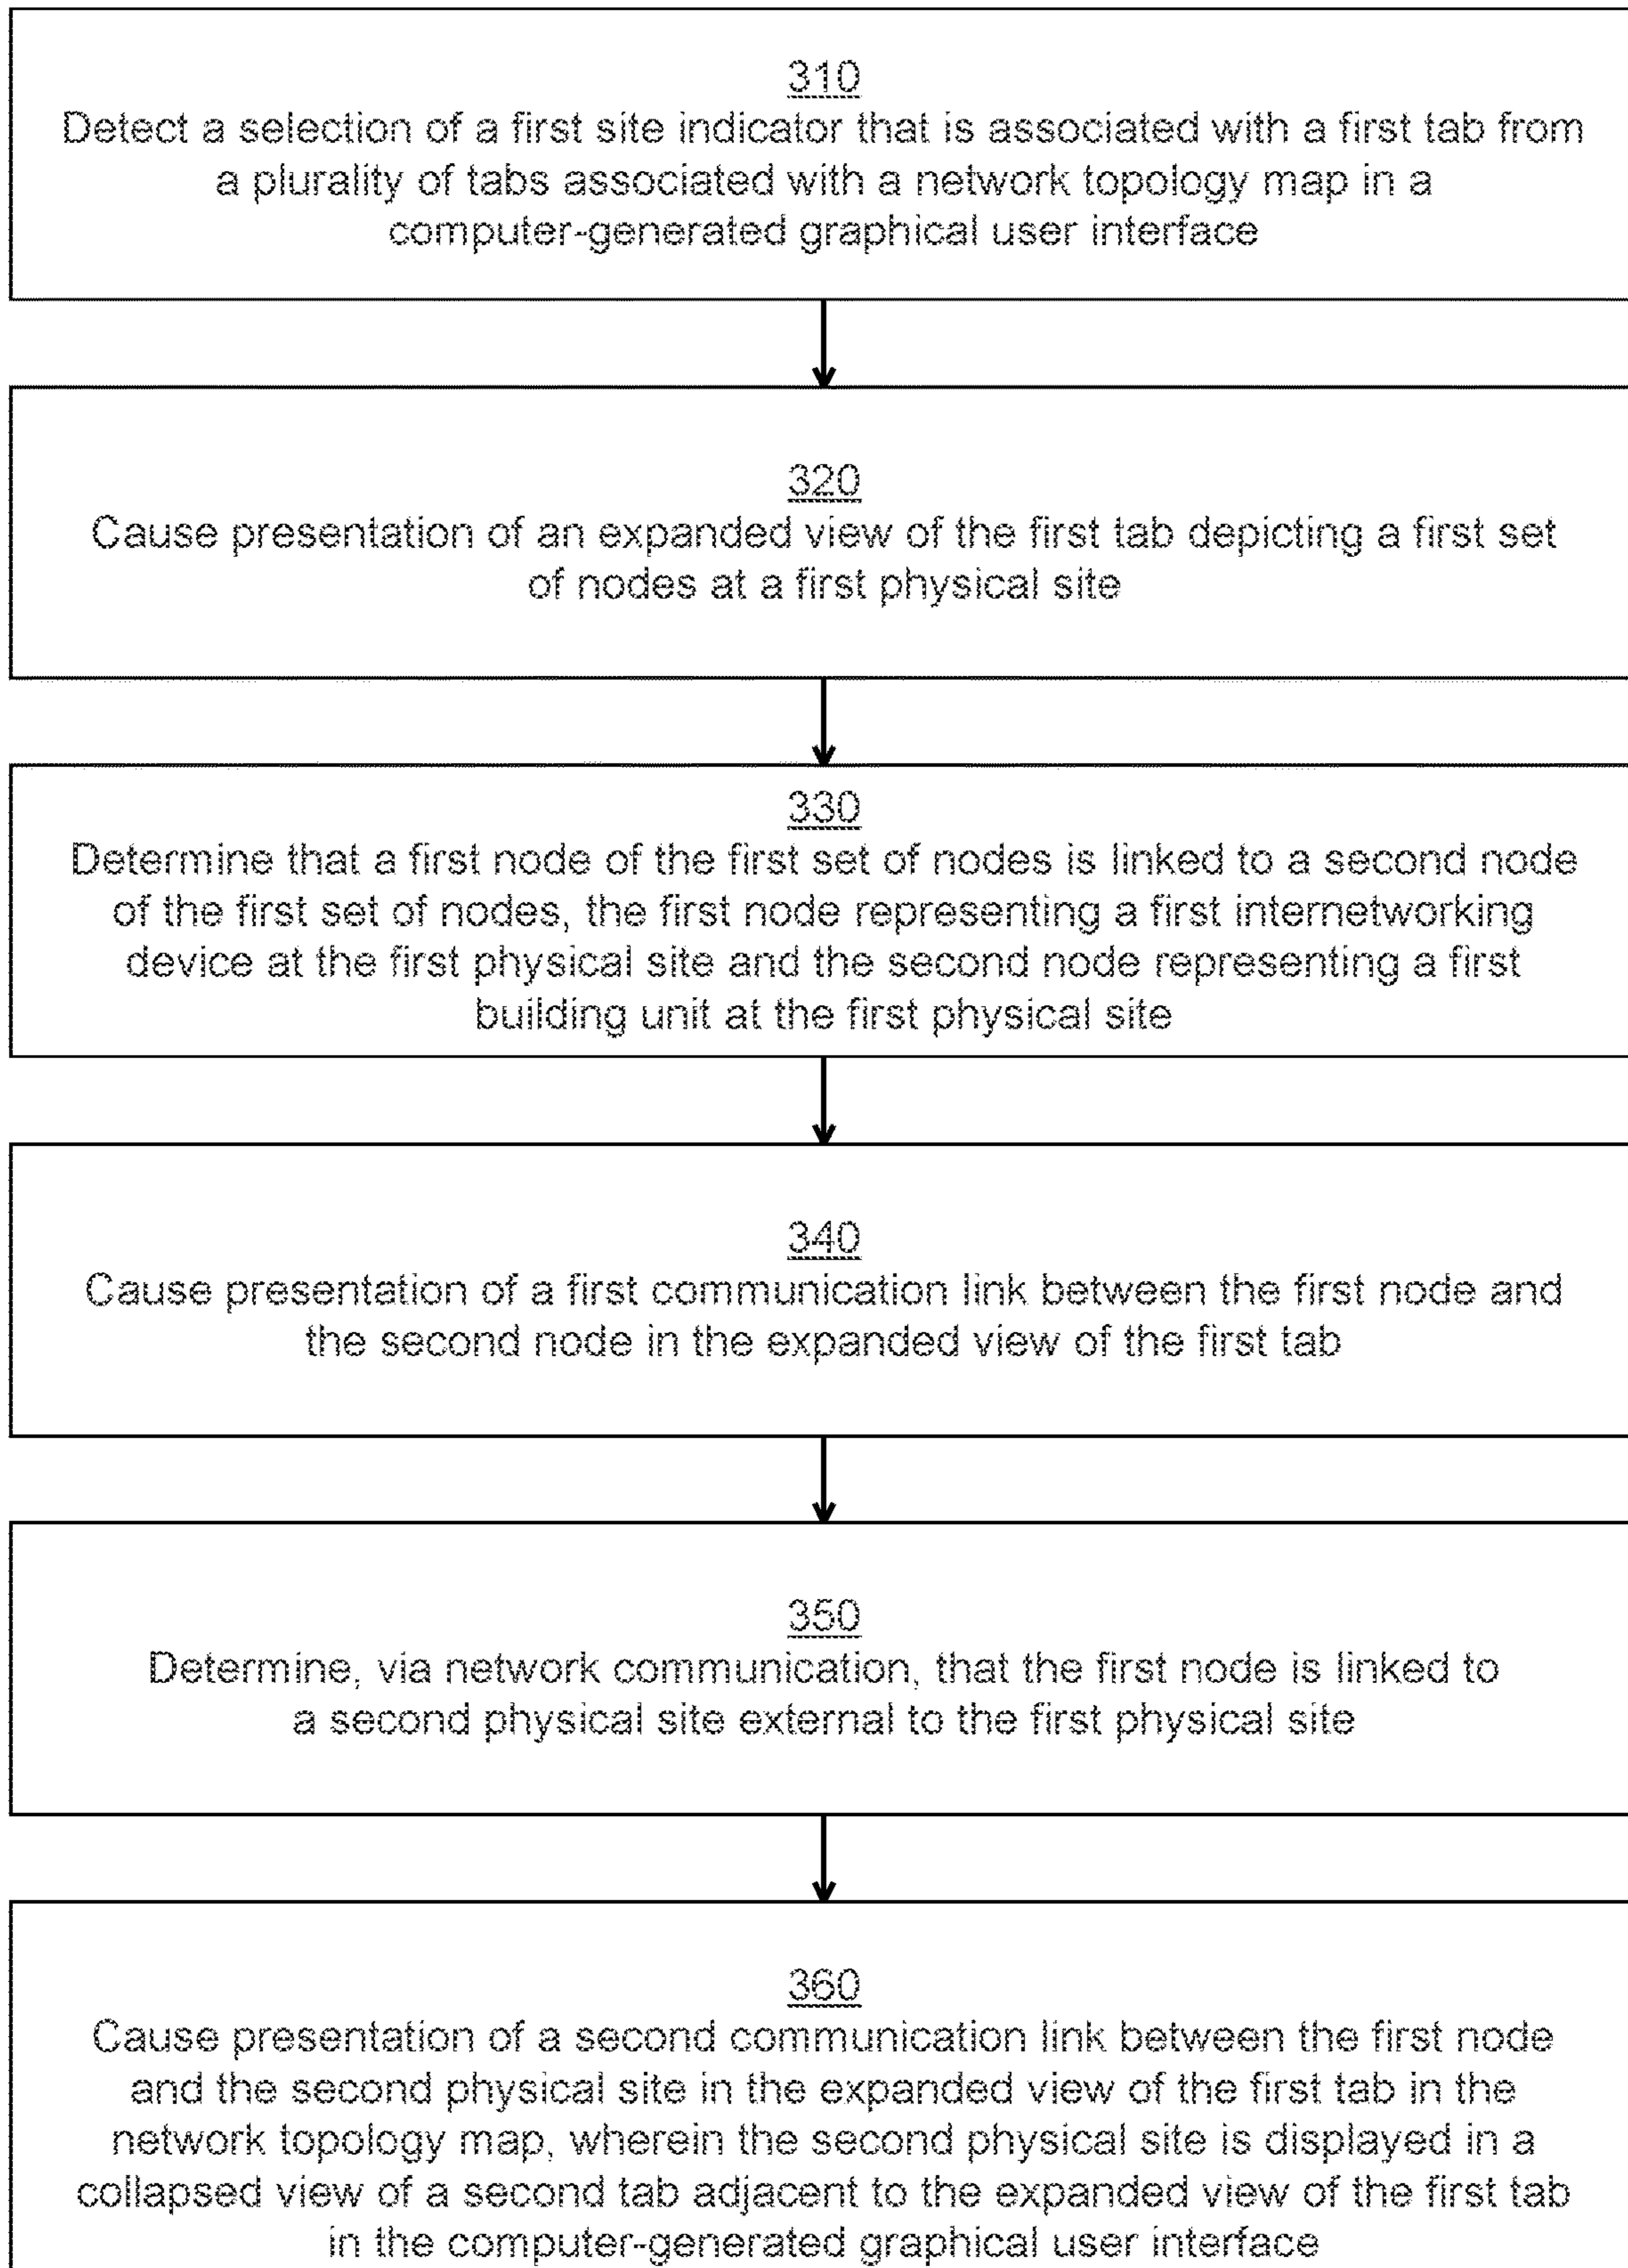 310
Detect a selection of a first site indicator that is associated with a first tab from
a plurality of tabs associated with a network topology map in a
computer-generated graphical user interface
320
Cause presentation of an expanded view of the first tab depicting a first set
of nodes at a first physical site
330
Determine that a first node of the first set of nodes is linked to a second node
of the first set of nodes, the first node representing a first internetworking
device at the first physical site and the second node representing a first
building unit at the first physical site
340
Cause presentation of a first communication link between the first node and
the second node in the expanded view of the first tab
350
Determine, via network communication, that the first node is linked to
a second physical site external to the first physical site
360
Cause presentation of a second communication link between the first node
and the second physical site in the expanded view of the first tab in the
network topology map, wherein the second physical site is displayed in a
collapsed view of a second tab adjacent to the expanded view of the first tab
in the computer-generated graphical user interface